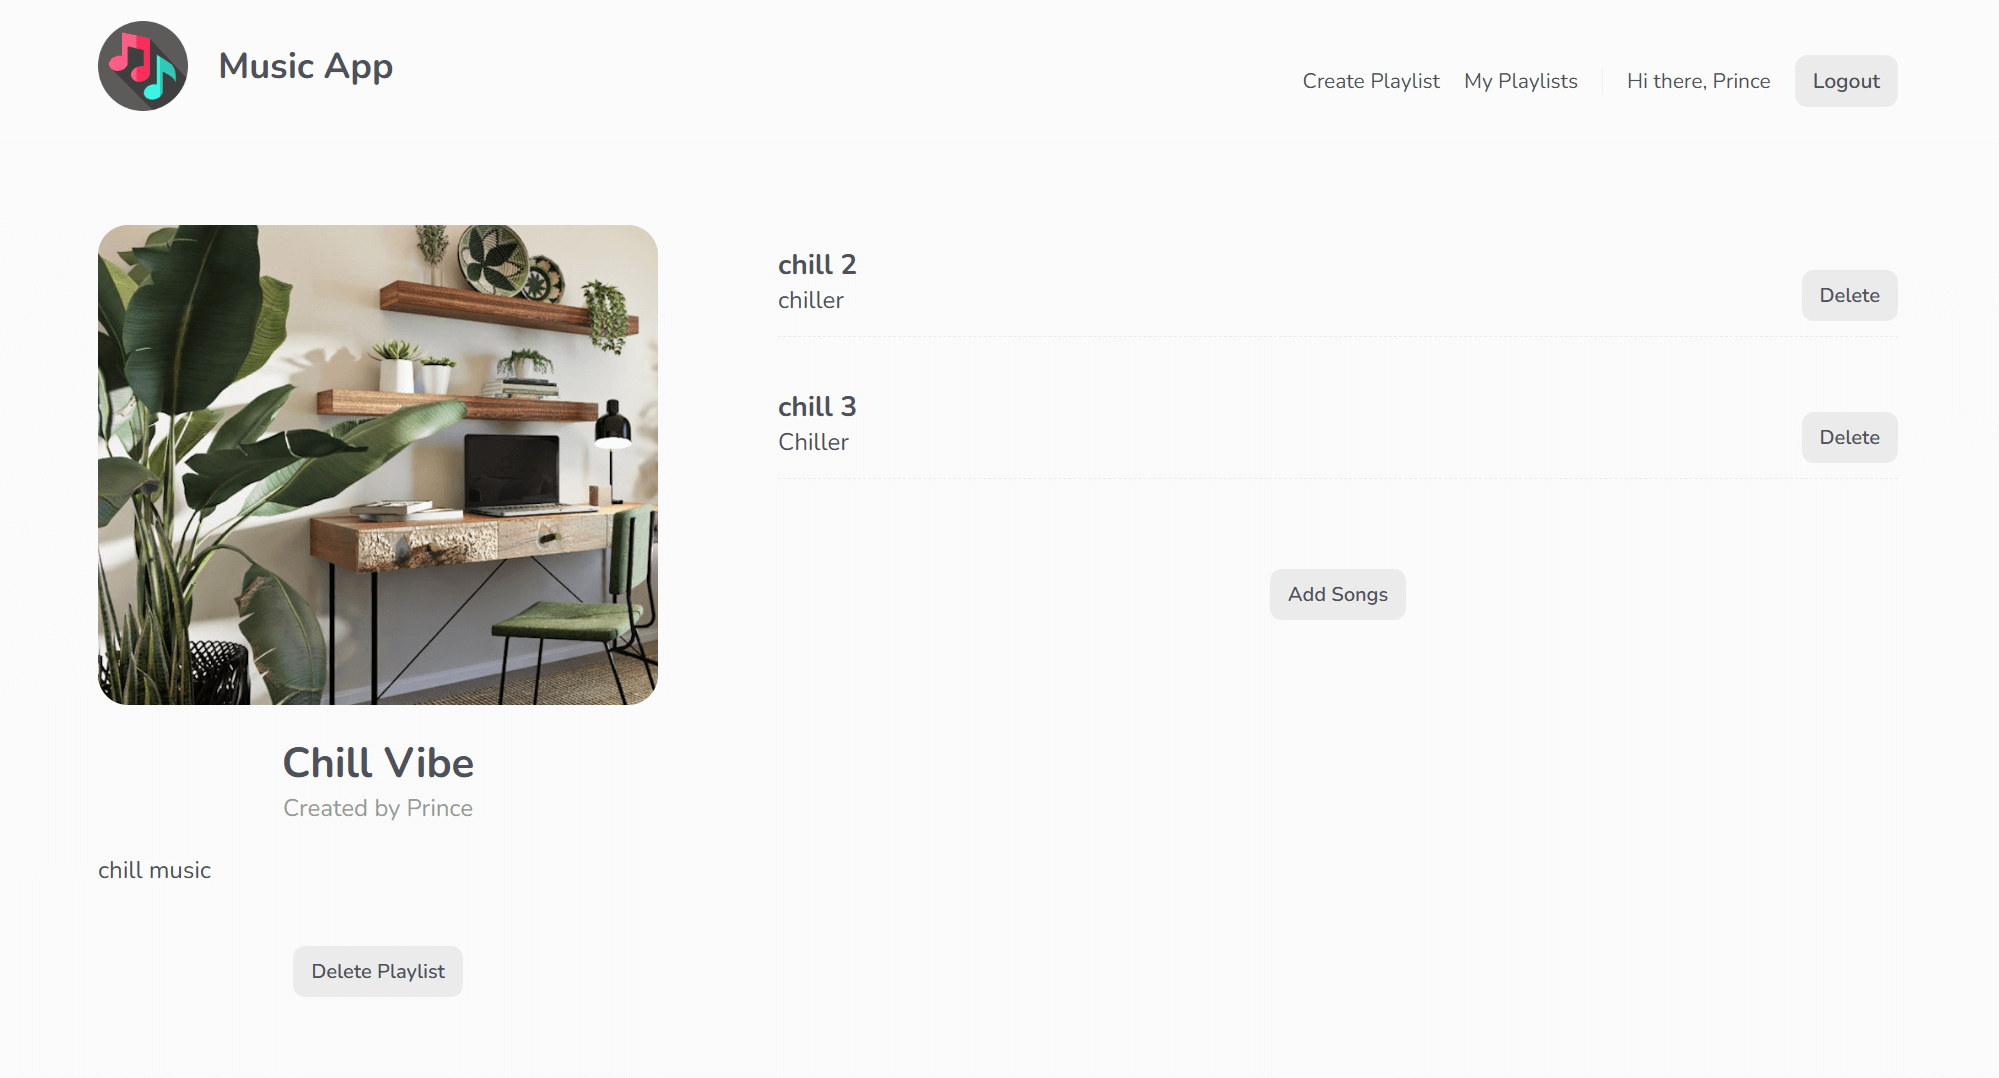 Music App
Create Playlist
My Playlists
Hi there, Prince
Logout
chill 2
chiller
Delete
chill 3
Chiller
Delete
Add Songs
Chill Vibe
Created by Prince
chill music
Delete Playlist